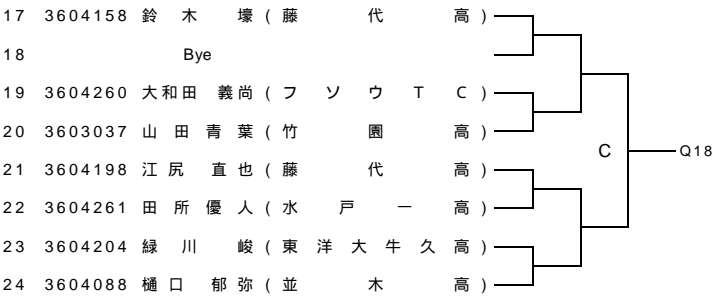 17 3604158 鈴木 壕(藤代高)
18 Bye
19 3604260 大和田 義尚(フソウTC)
20 3603037 山田青葉(竹園高)
21 3604198 江尻 直也(藤代高)
C Q18
22 3604261 田所優人(水戸一高)
23 3604204 緑川 峻(東洋大牛久高)
24 3604088 樋口 郁弥(並木高)